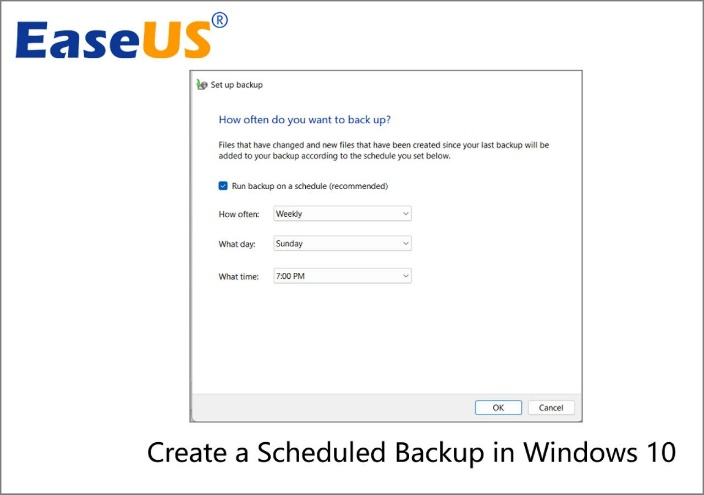 EaseUS®
Set up backup
How often do you want to back up?
Files that have changed and new files that have been created since your last backup will be
added to your backup according to the schedule you set below.
Run backup on a schedule (recommended)
How often: Weekly
What day: Sunday
What time: 7:00 PM
OK Cancel
Create a Scheduled Backup in Windows 10